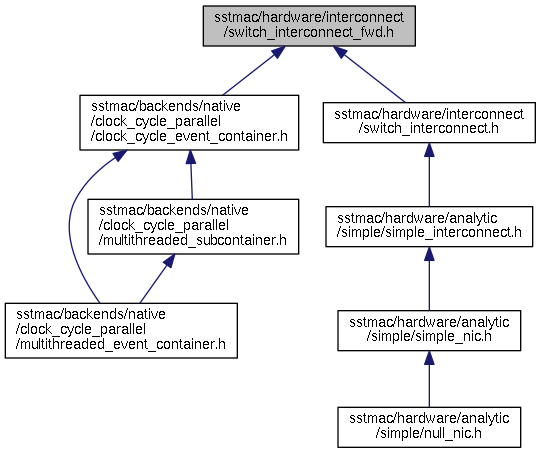 sstmac/hardware/interconnect
/switch_interconnect_fwd.h
sstmac/backends/native
/clock_cycle_parallel
/clock_cycle_event_container.h
sstmac/hardware/interconnect
/switch_interconnect.h
sstmac/backends/native
/clock_cycle_parallel
/multithreaded_subcontainer.h
sstmac/hardware/analytic
/simple/simple_interconnect.h
sstmac/backends/native
/clock_cycle_parallel
/multithreaded_event_container.h
sstmac/hardware/analytic
/simple/simple_nic.h
sstmac/hardware/analytic
/simple/null_nic.h